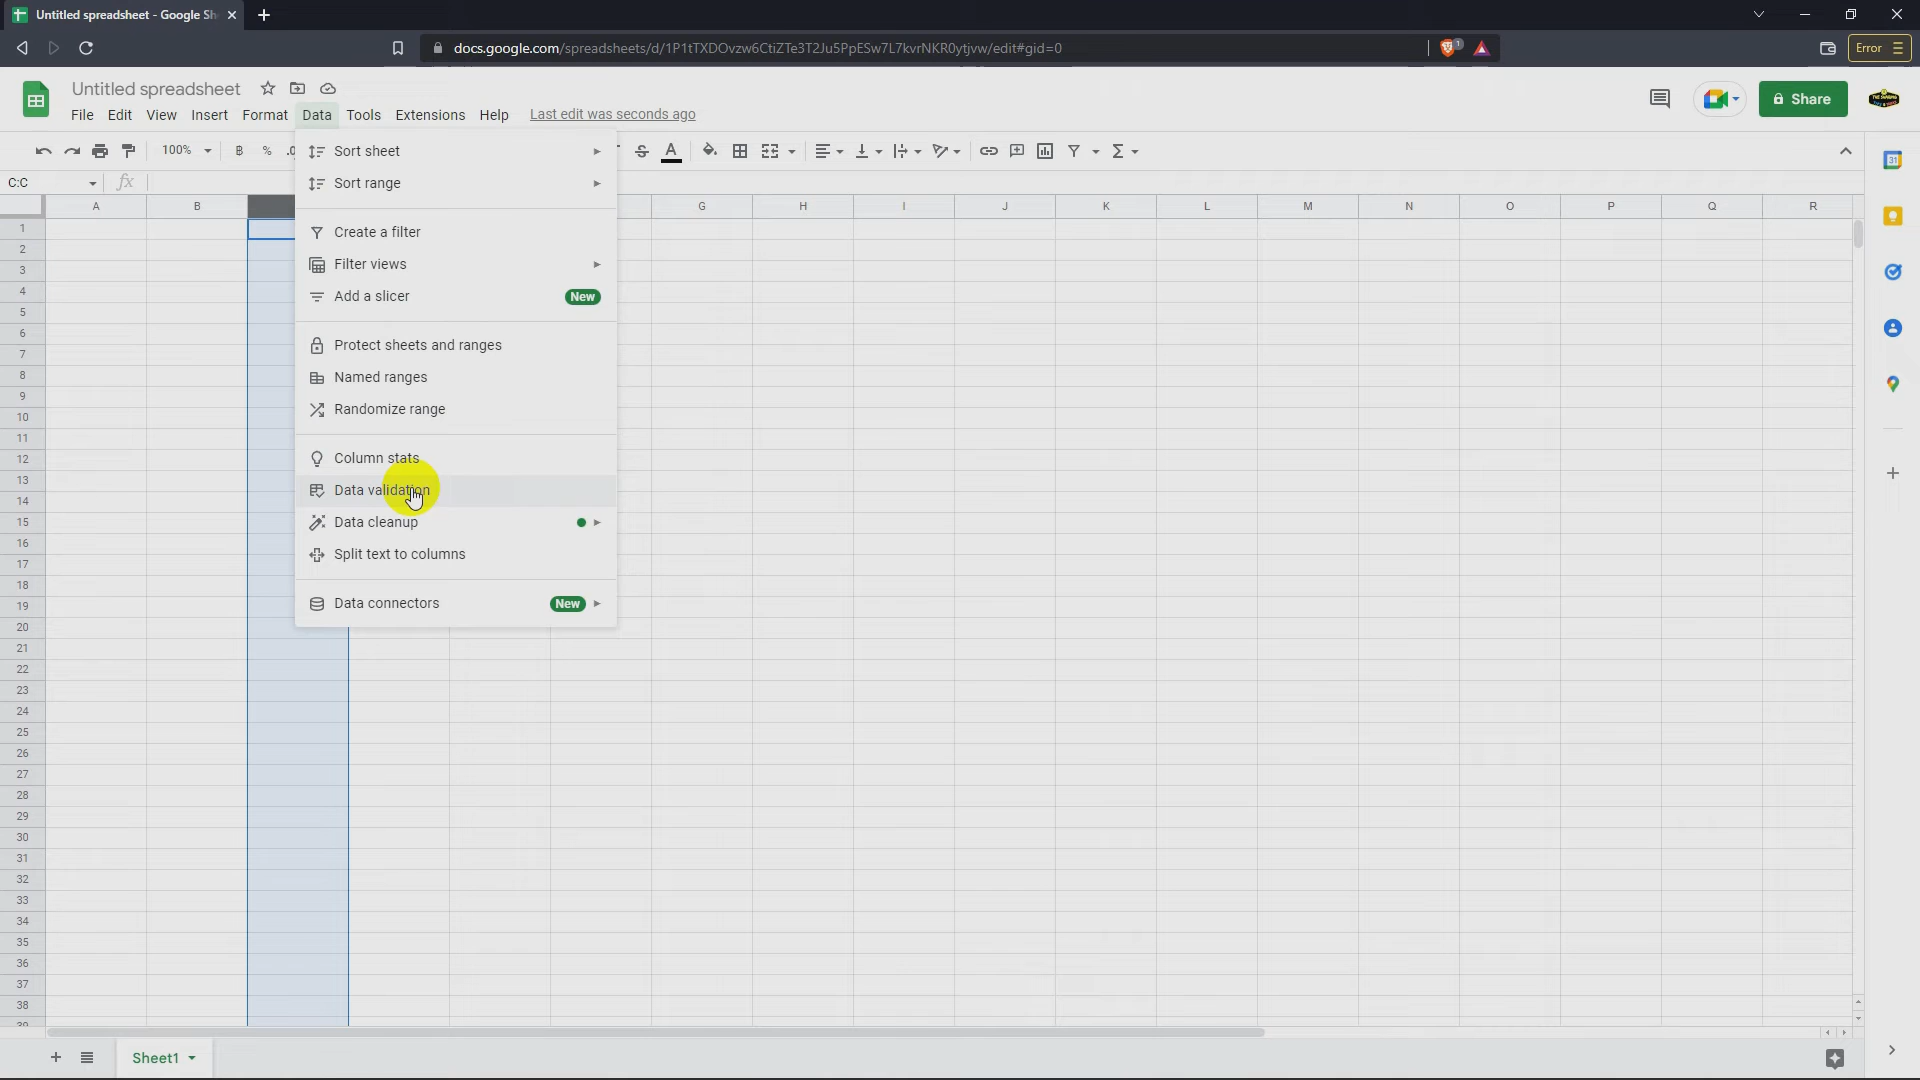 Untitled spreadsheet - Google Sh
docs.google.com/spreadsheets/d/1P1tTXDOvzw6CtiZTe3T2Ju5PpESw7L7kvrNKR0ytjvw/edit#gid=0
1
Error
Untitled spreadsheet
File Edit View Insert Format Data Tools Extensions Help Last edit was seconds ago
Share
100% % .0
C:C fx
A B G H I J K L M N O P Q R
Sort sheet
Sort range
Create a filter
Filter views
Add a slicer New
Protect sheets and ranges
Named ranges
Randomize range
Column stats
Data validation
Data cleanup
Split text to columns
Data connectors New
31
1
2
3
4
5
6
7
8
9
10
11
12
13
14
15
16
17
18
19
20
21
22
23
24
25
26
27
28
29
30
31
32
33
34
35
36
37
38
39
Sheet1